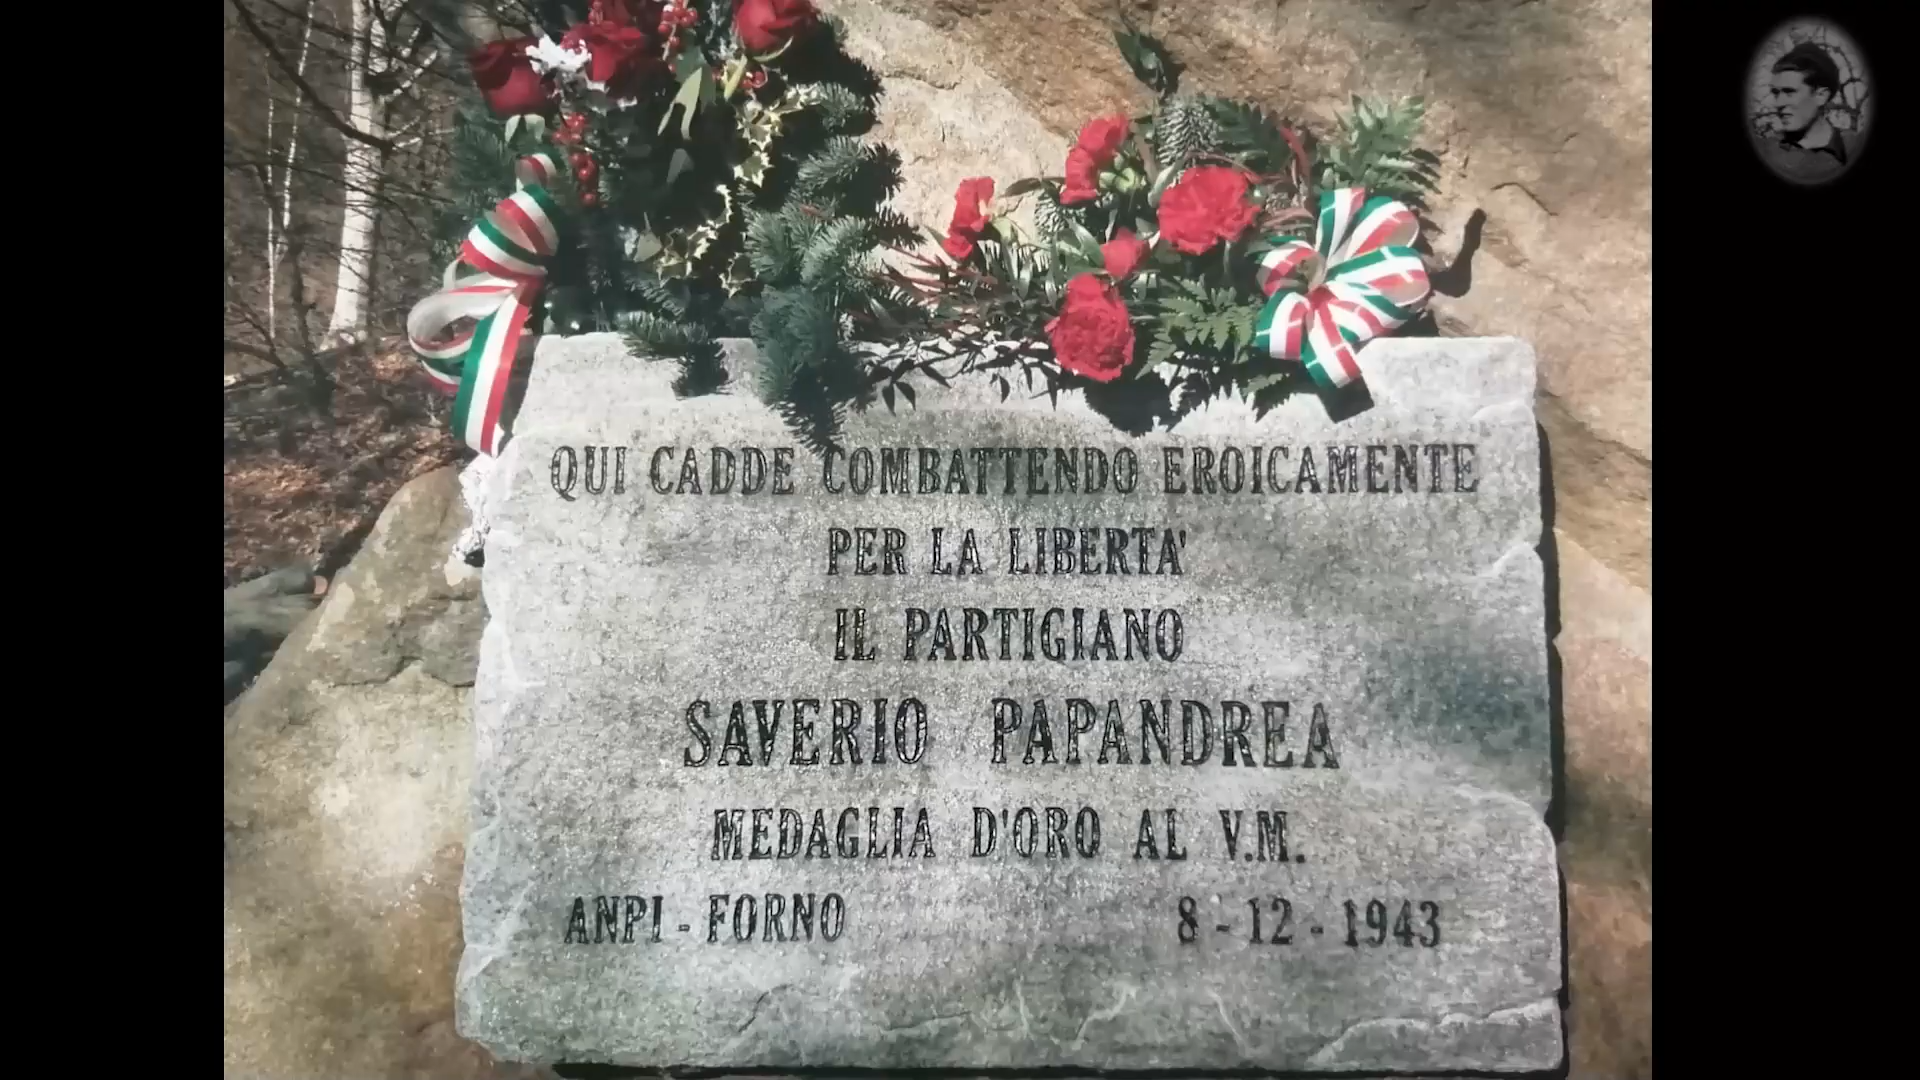 QUI CADDE COMBATTENDO EROICAMENTE
PER LA LIBERTA'
IL PARTIGIANO
SAVERIO PAPANDREA
MEDAGLIA D'ORO AL V.M.
ANPI - FORNO 8 - 12 - 1943